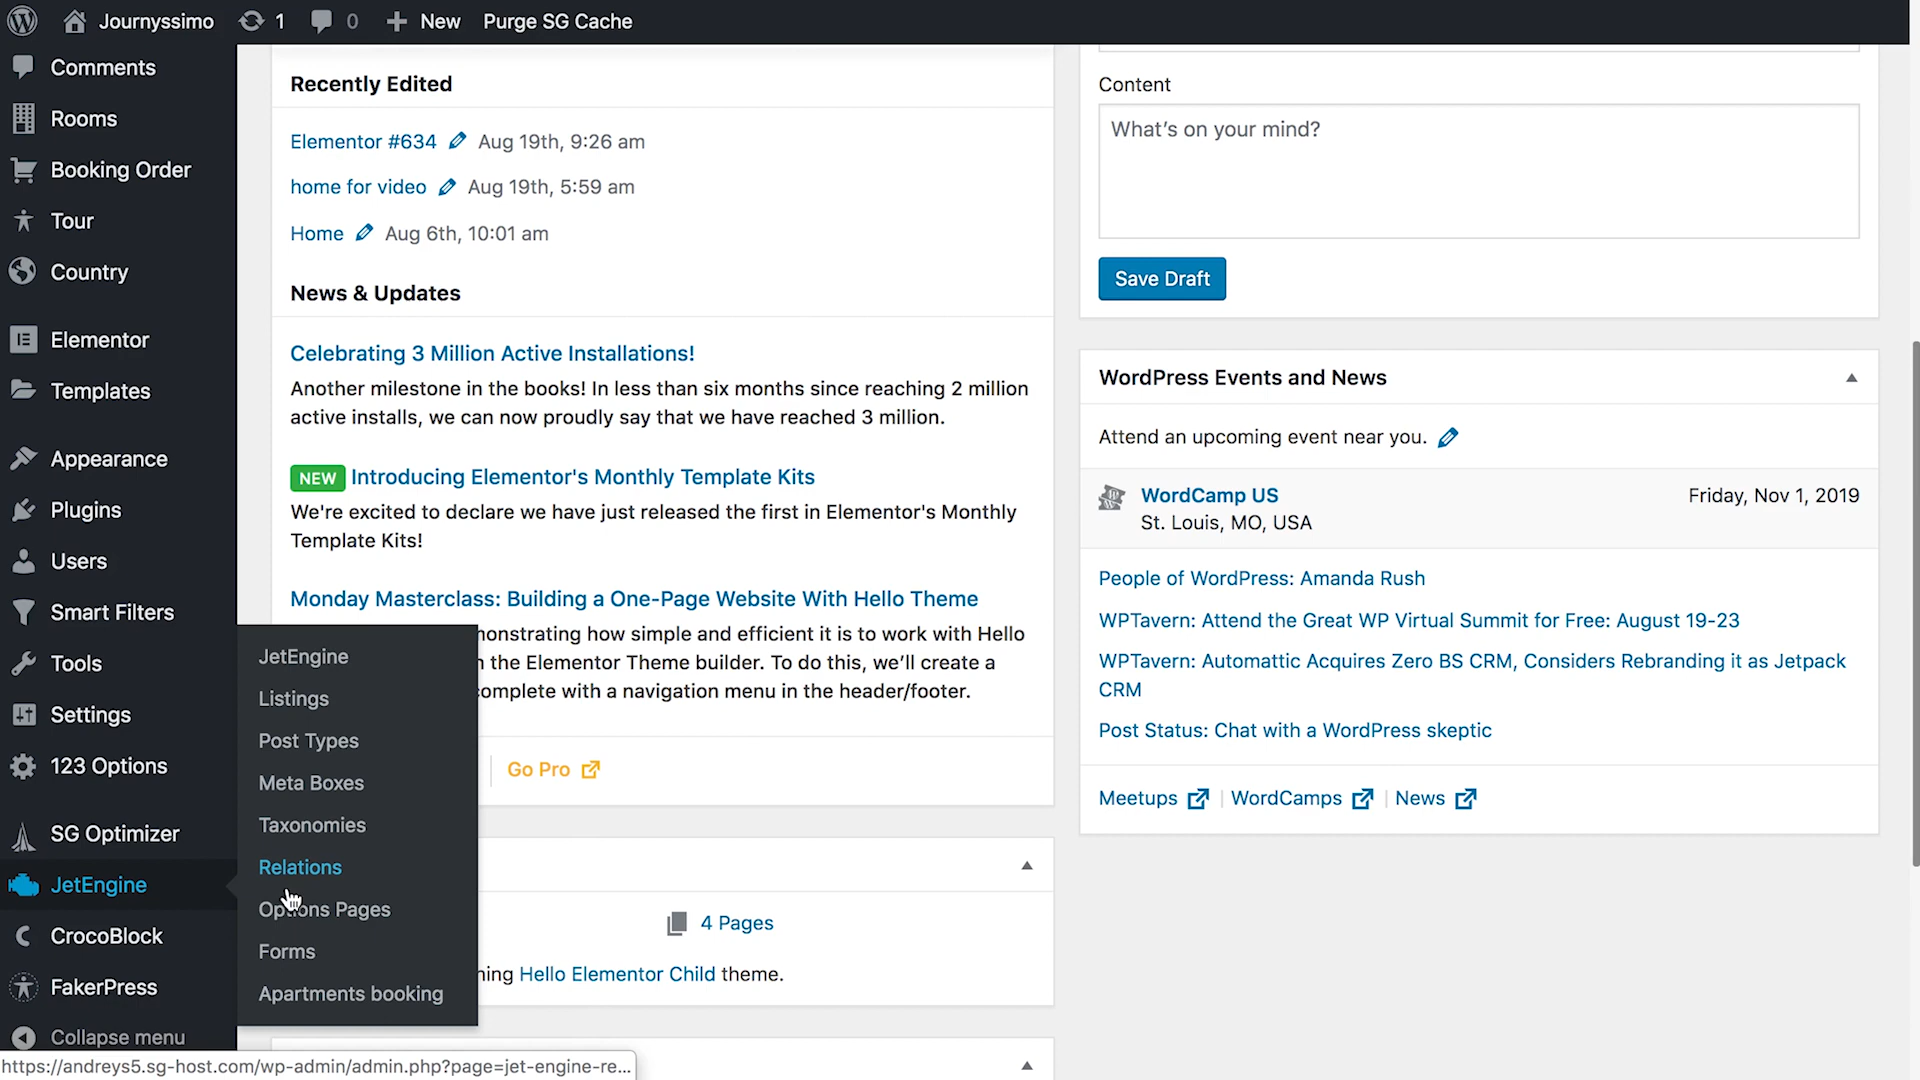 Journyssimo 1 0 New Purge SG Cache
Comments
Rooms
Booking Order
Tour
Country
Elementor
Templates
Appearance
Plugins
Users
Smart Filters
Tools
Settings
123 Options
SG Optimizer
JetEngine
CrocoBlock
FakerPress
Collapse menu
JetEngine
Listings
Post Types
Meta Boxes
Taxonomies
Relations
Options Pages
Forms
Apartments booking
Recently Edited
Elementor #634 Aug 19th, 9:26 am
home for video Aug 19th, 5:59 am
Home Aug 6th, 10:01 am
News & Updates
Celebrating 3 Million Active Installations!
Another milestone in the books! In less than six months since reaching 2 million
active installs, we can now proudly say that we have reached 3 million.
NEW Introducing Elementor's Monthly Template Kits
We're excited to declare we have just released the first in Elementor's Monthly
Template Kits!
Monday Masterclass: Building a One-Page Website With Hello Theme
monstrating how simple and efficient it is to work with Hello
the Elementor Theme builder. To do this, we'll create a
complete with a navigation menu in the header/footer.
Go Pro
4 Pages
ning Hello Elementor Child theme.
Content
What's on your mind?
Save Draft
WordPress Events and News
Attend an upcoming event near you.
WordCamp US Friday, Nov 1, 2019
St. Louis, MO, USA
People of WordPress: Amanda Rush
WPTavern: Attend the Great WP Virtual Summit for Free: August 19-23
WPTavern: Automattic Acquires Zero BS CRM, Considers Rebranding it as Jetpack
CRM
Post Status: Chat with a WordPress skeptic
Meetups | WordCamps | News
https://andreys5.sg-host.com/wp-admin/admin.php?page=jet-engine-re...